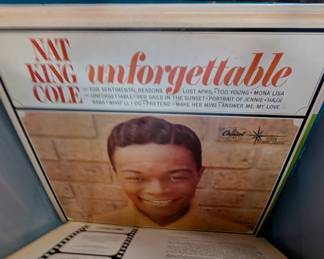 NAT
KING
COLE
unforgettable
FOR SENTIMENTAL REASONS • LOST APRIL • TOO YOUNG • MONA LISA
UNFORGETTABLE • RED SAILS IN THE SUNSET • PORTRAIT OF JENNIE • HAJJI
BABA • WHAT'LL I DO • PRETEND • MAKE HER MINE • ANSWER ME, MY LOVE
Capitol